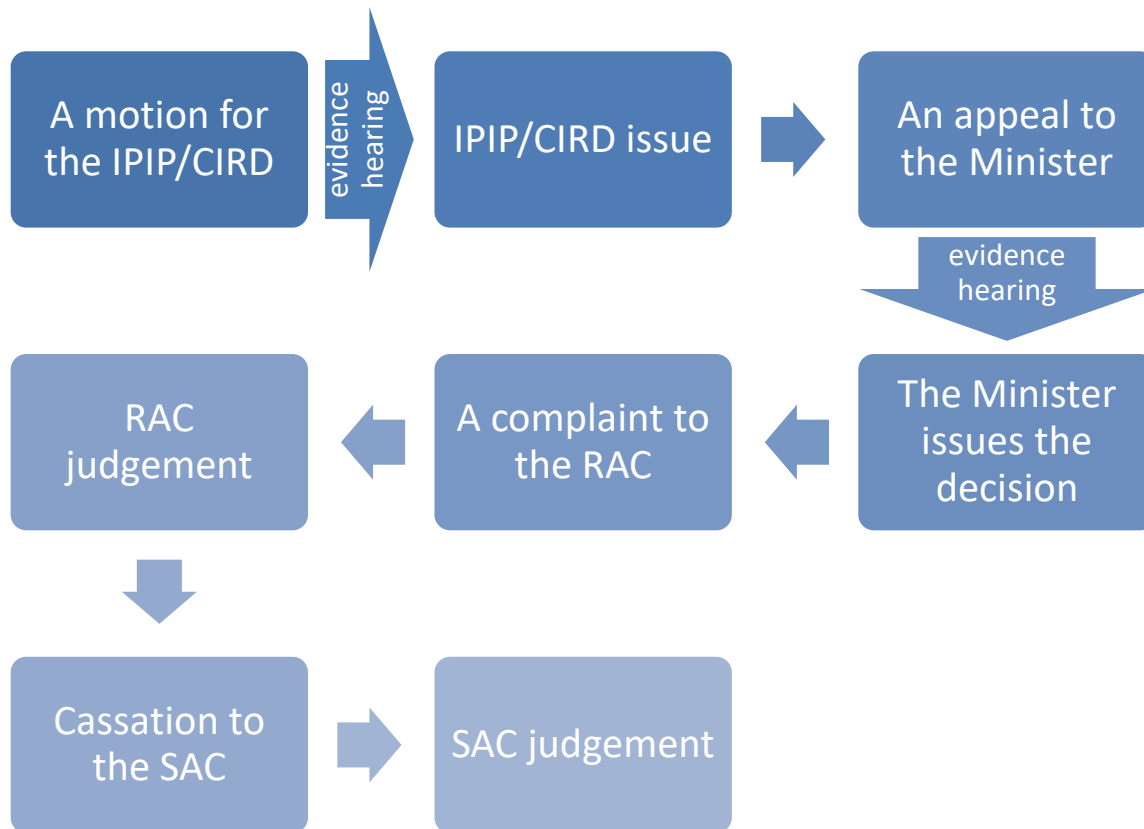 A motion for
the IPIP/CIRD
evidence
hearing
IPIP/CIRD issue
An appeal to
the Minister
evidence
hearing
The Minister
issues the
decision
A complaint to
the RAC
RAC
judgement
Cassation to
the SAC
SAC judgement